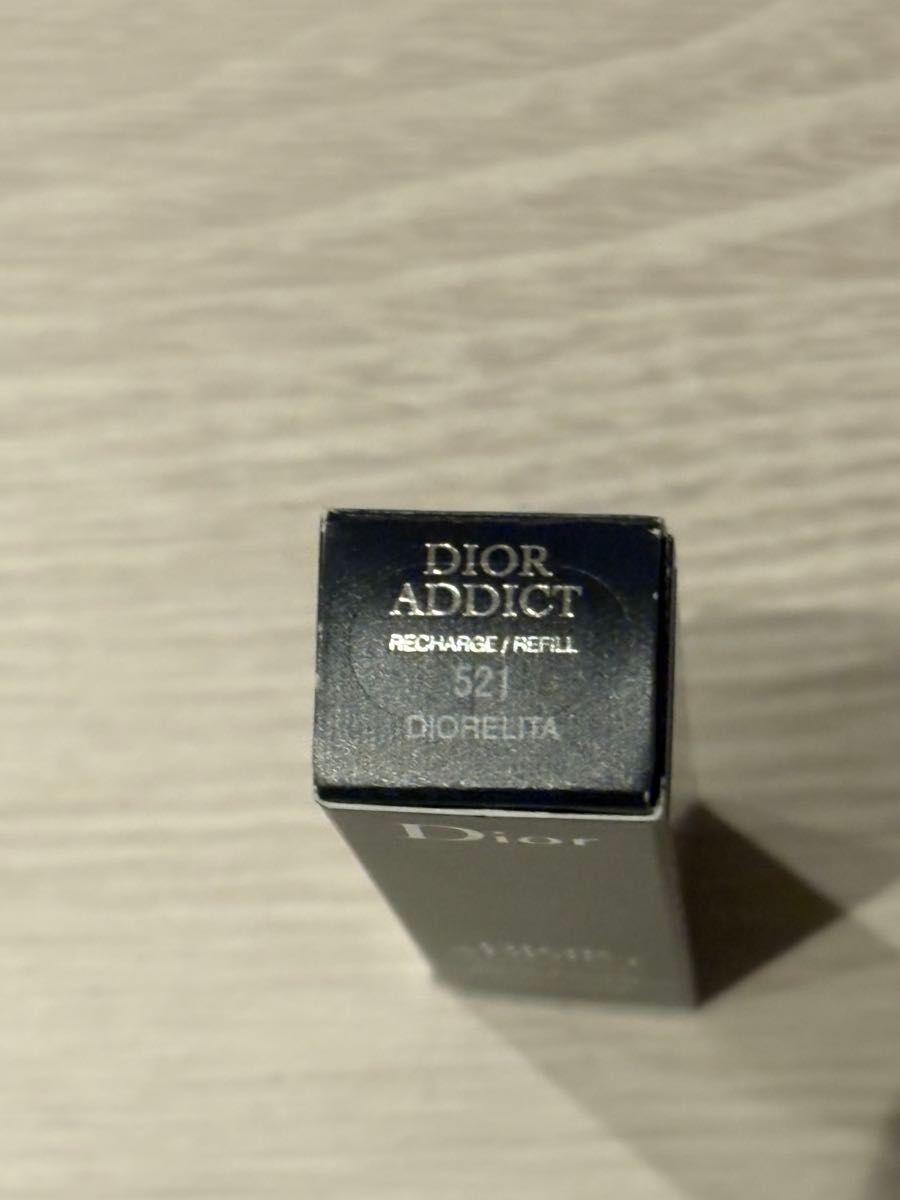 DIOR
ADDICT
RECHARGE/REFILL
521
DIORELITA
Dior